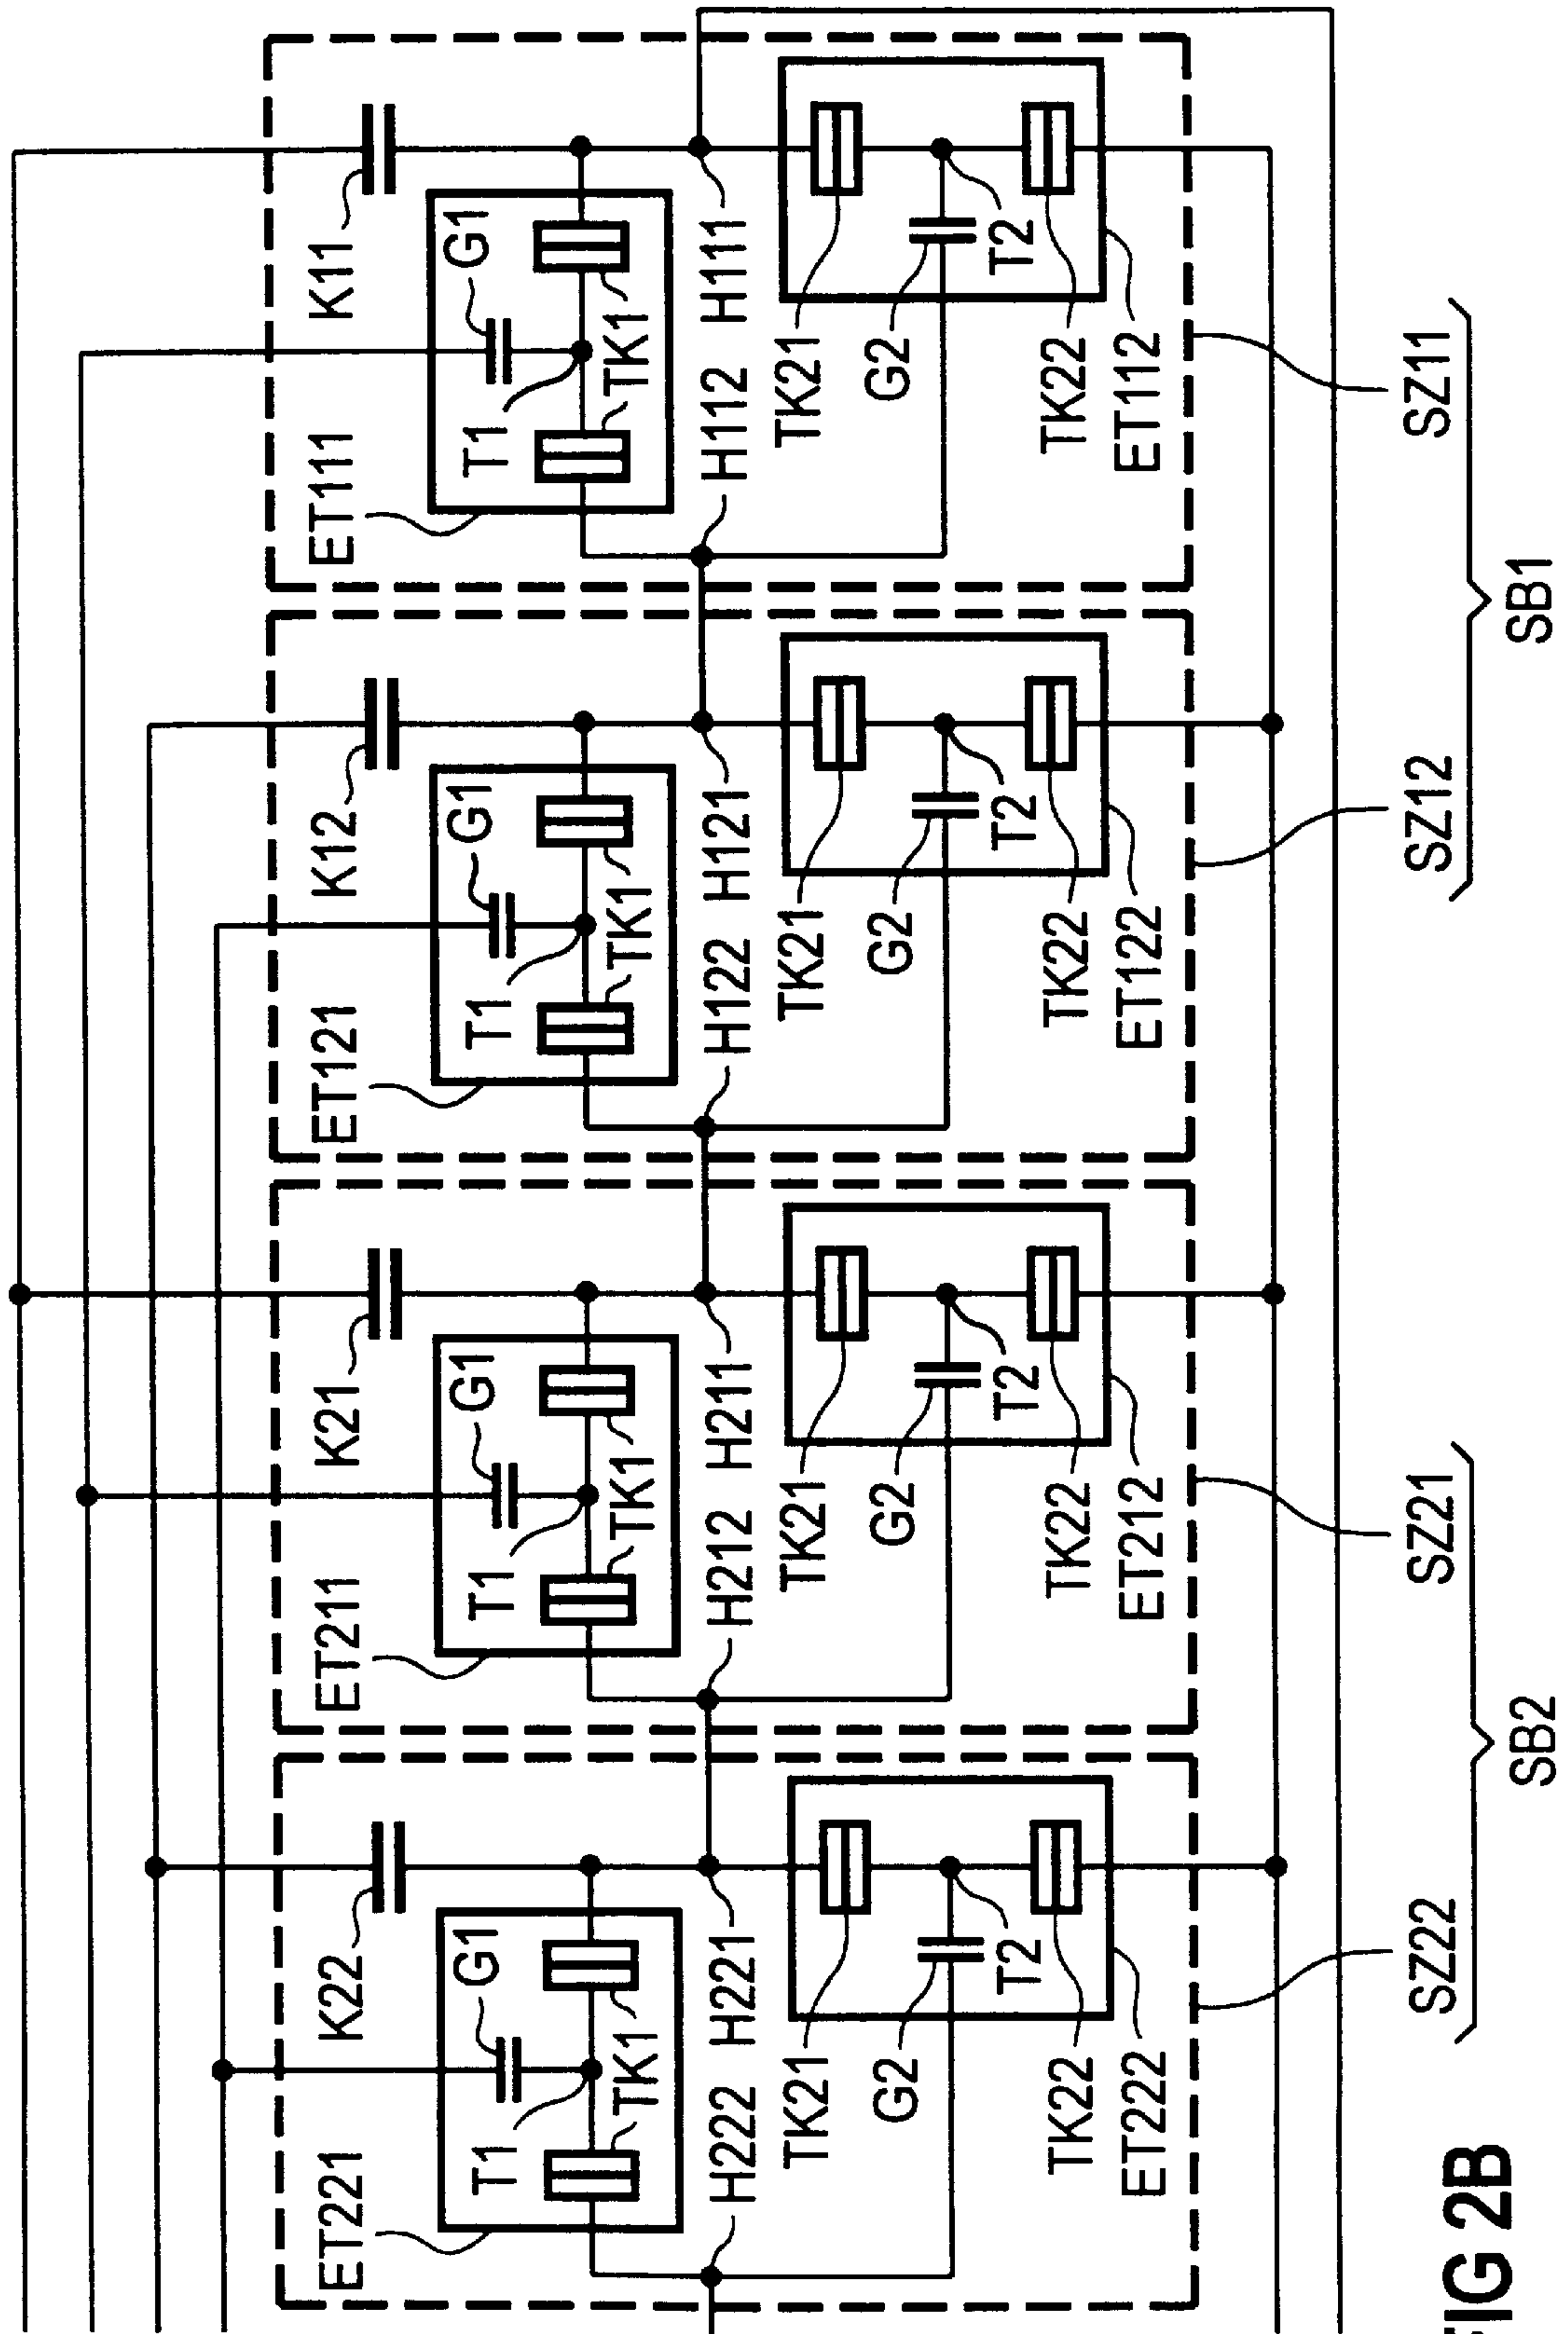 ET221
K22
G1
T1
TK1
H222
H221
TK21
G2
T2
TK22
ET222
ET211
K21
G1
T1
TK1
H212
H211
TK21
G2
T2
TK22
ET212
ET121
K12
G1
T1
TK1
H122
H121
TK21
G2
T2
TK22
ET122
ET111
K11
G1
T1
TK1
H112
H111
TK21
G2
T2
TK22
ET112
SZ22
SZ21
SZ12
SZ11
SB2
SB1
FIG 2B